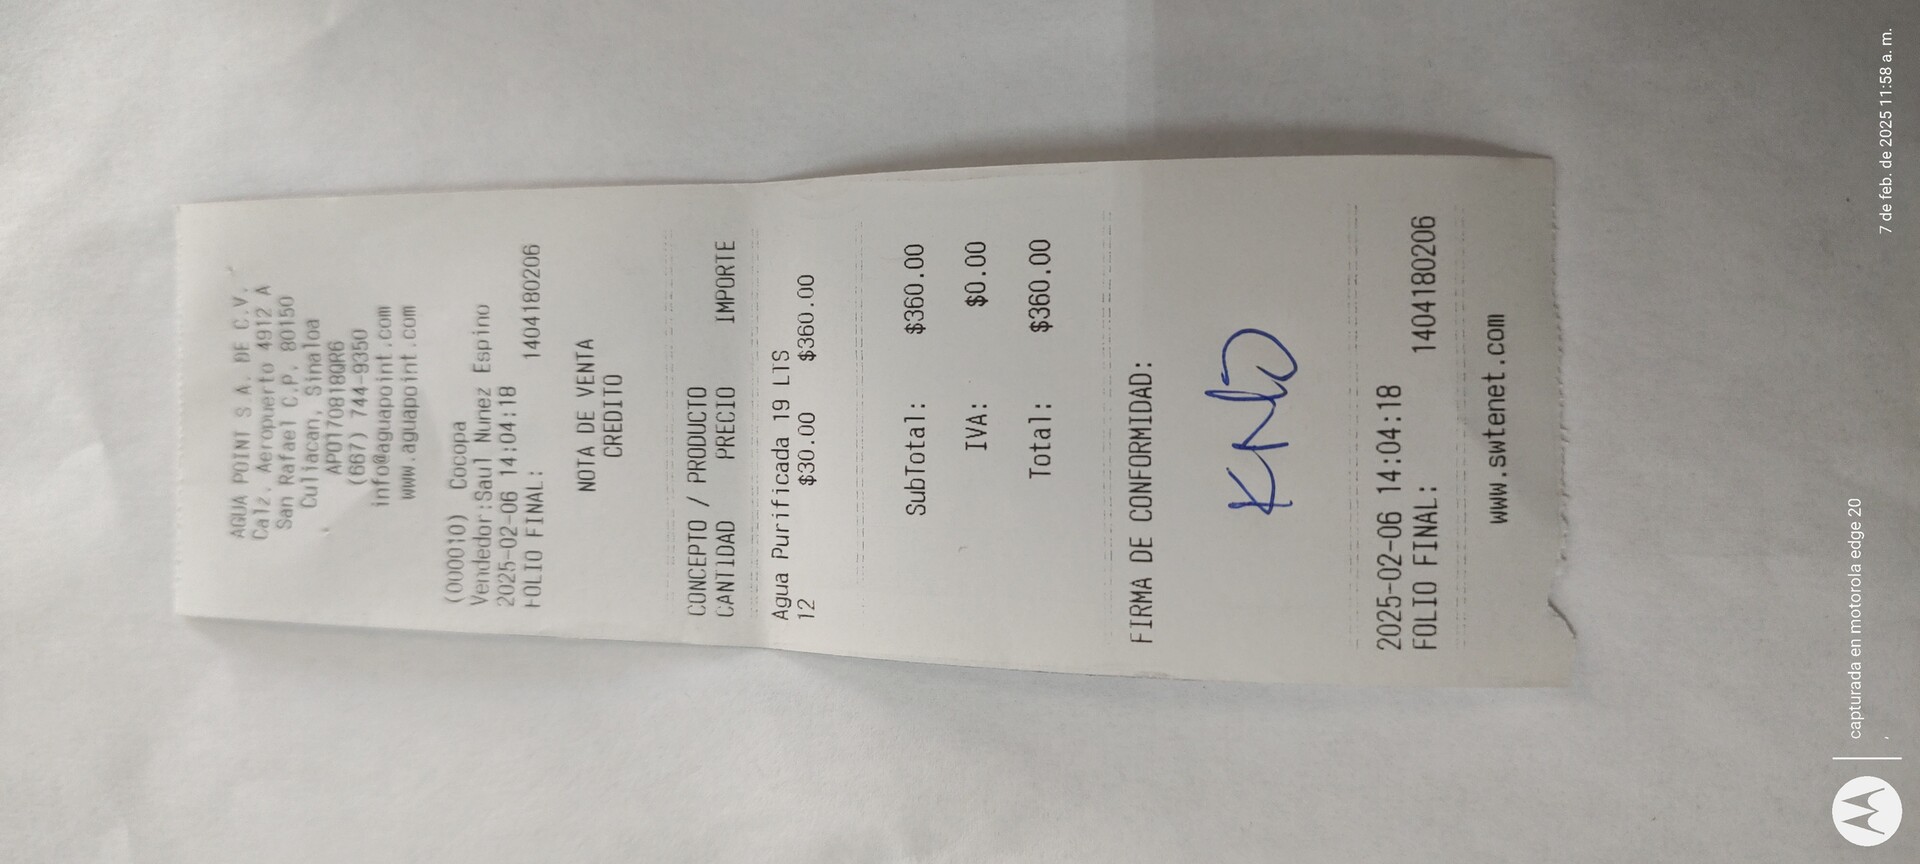 AGUA POINT S A. DE C.V.
Calz. Aeropuerto 4912 A
San Rafael C.P. 80150
Culiacan, Sinaloa
APO170818QR6
(667) 744-9350
info@aguapoint.com
www.aguapoint.com
(000010) Cocopa
Vendedor:Saul Nunez Espino
2025-02-06 14:04:18
FOLIO FINAL: 1404180206
NOTA DE VENTA
CREDITO
CONCEPTO / PRODUCTO
CANTIDAD PRECIO IMPORTE
Agua Purificada 19 LTS
12 $30.00 $360.00
SubTotal: $360.00
IVA: $0.00
Total: $360.00
FIRMA DE CONFORMIDAD:
2025-02-06 14:04:18
FOLIO FINAL: 1404180206
www.swtenet.com
capturada en motorola edge 20
7 de feb. de 2025 11:58 a. m.